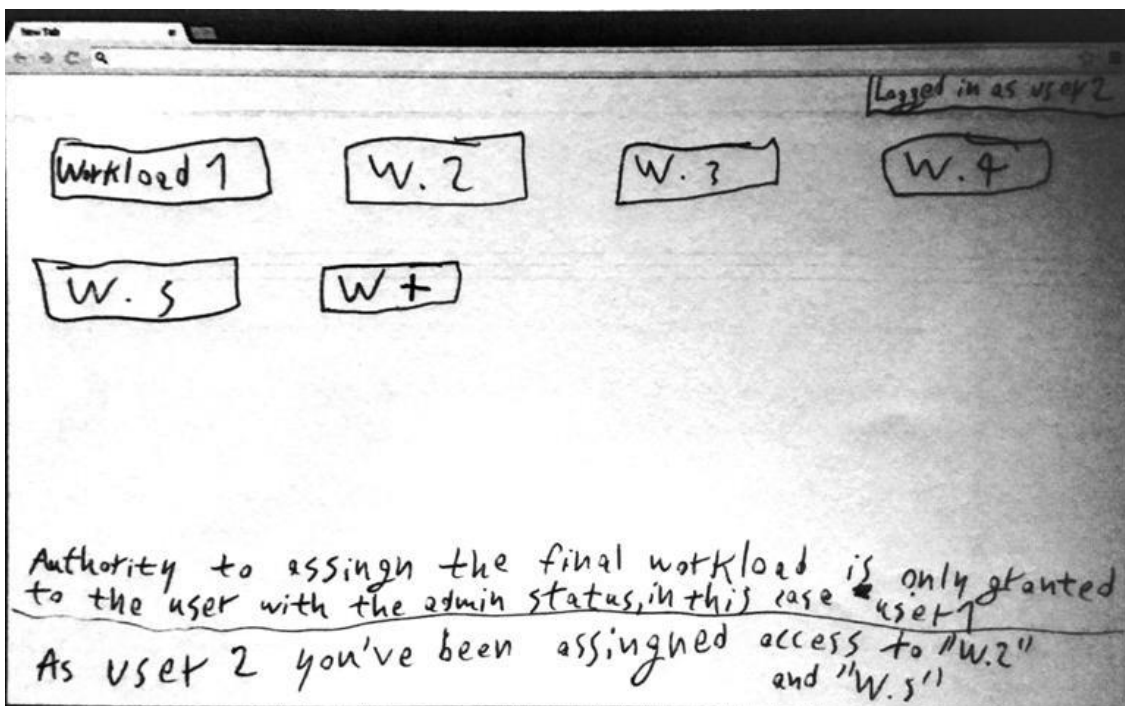 New Tab
Logged in as user 2
Workload 1
W. 2
W. 3
W. 4
W. 5
W +
Authority to assingn the final workload is only granted
to the user with the admin status, in this case user 1
As user 2 you've been assingned access to "W.2"
and "W.5"